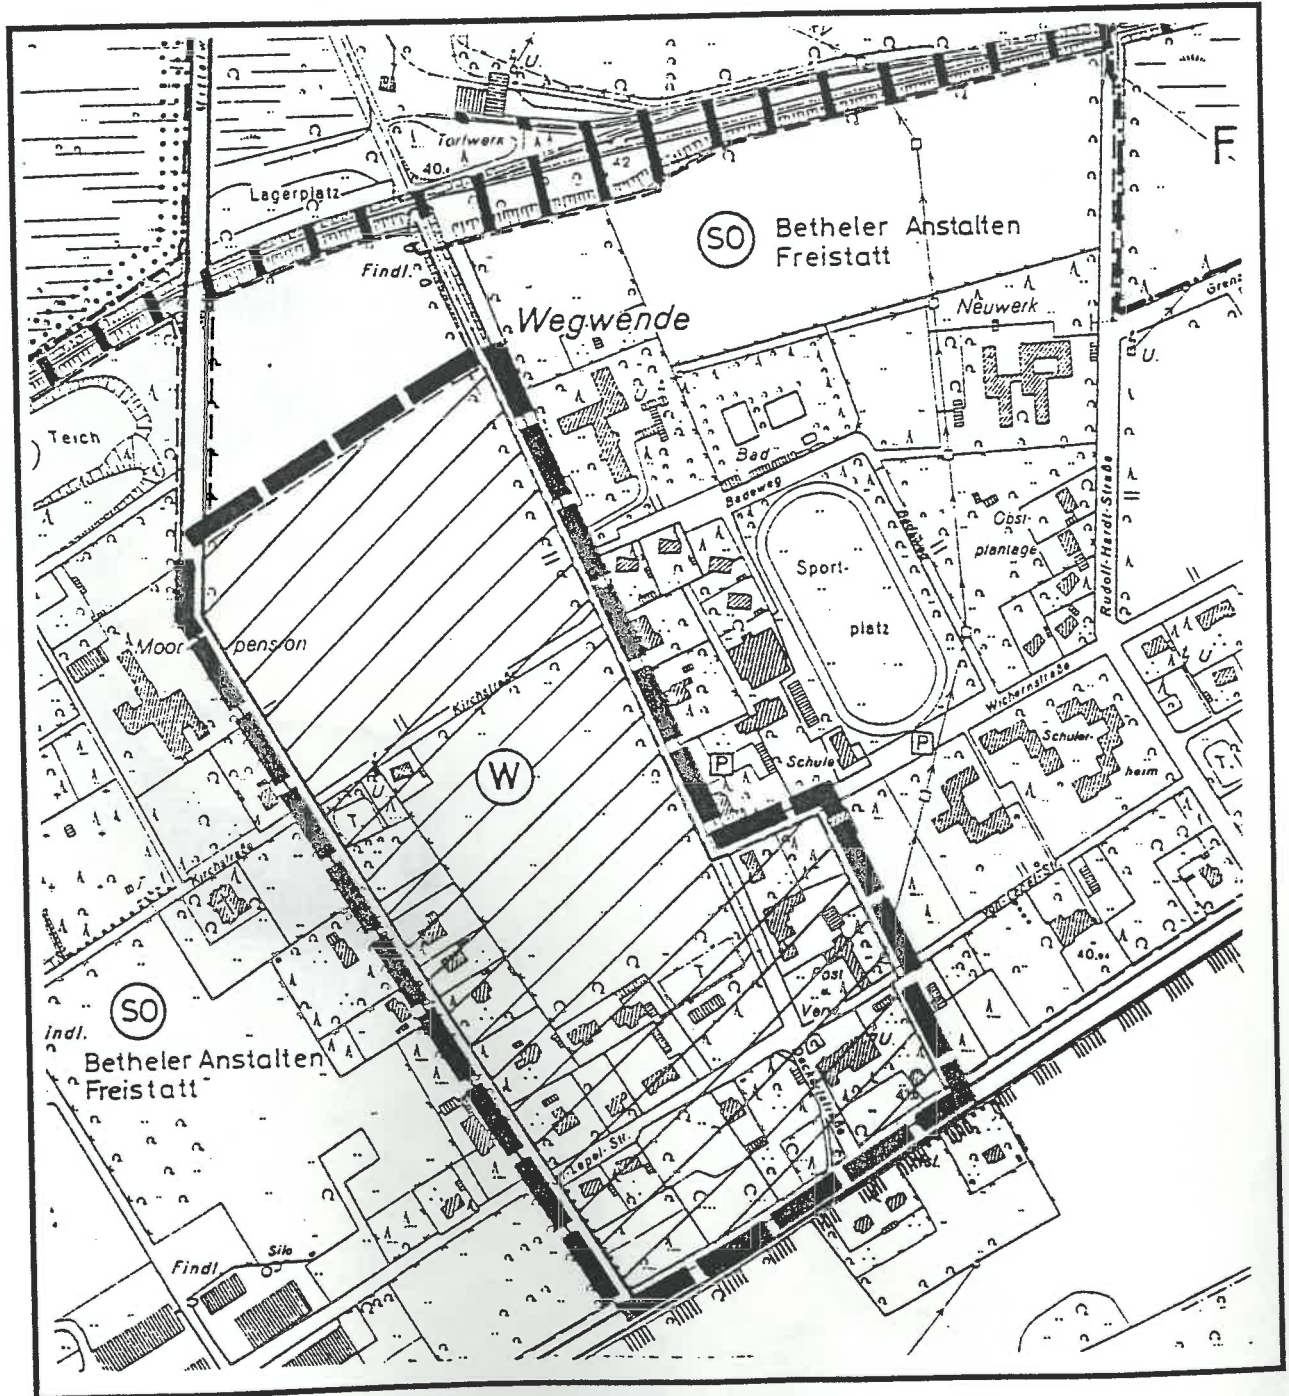 U.
Torfwerk
42
40.
Lagerplatz
F
SO
Betheler Anstalten
Freistatt
Findl.
Wegwende
Neuwerk
U.
Teich
Bad
Badeweg
Obst-
plantage
Rudolf-Hardt-Straße
Sport-
platz
Moor pension
Kirchstraße
Wichernstraße
U
W
P
P
Schule
Schüler-
heim
T.
T.
U
Kirchstraße
40.
T.
Post
u.
SO
indl.
Betheler Anstalten
Freistatt
U.
Lepel-Str.
Silo
Findl.